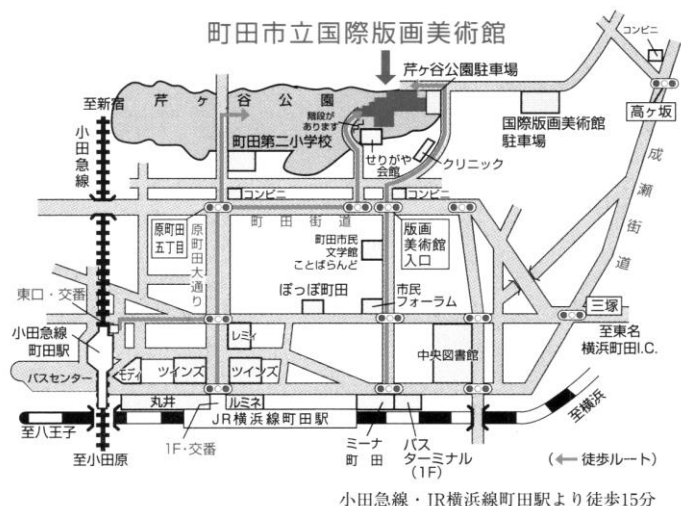 町田市立国際版画美術館
コンビニ
芹ヶ谷公園駐車場
至新宿
芹ヶ谷公園
階段が
あります
町田第二小学校
せりがや
会館
クリニック
国際版画美術館
駐車場
高ヶ坂
小田急線
成瀬街道
コンビニ
コンビニ
原町田
五丁目
原町田大通り
町田街道
版画
美術館
入口
町田市民
文学館
ことばらんど
東口・交番
ぽっぽ町田
市民
フォーラム
三塚
至東名
横浜町田I.C.
小田急線
町田駅
レミィ
中央図書館
バスセンター
モディ
ツインズ
ツインズ
丸井
ルミネ
JR横浜線町田駅
至横浜
至八王子
1F・交番
ミーナ
町田
バス
ターミナル
(1F)
至小田原
(←徒歩ルート)
小田急線・JR横浜線町田駅より徒歩15分